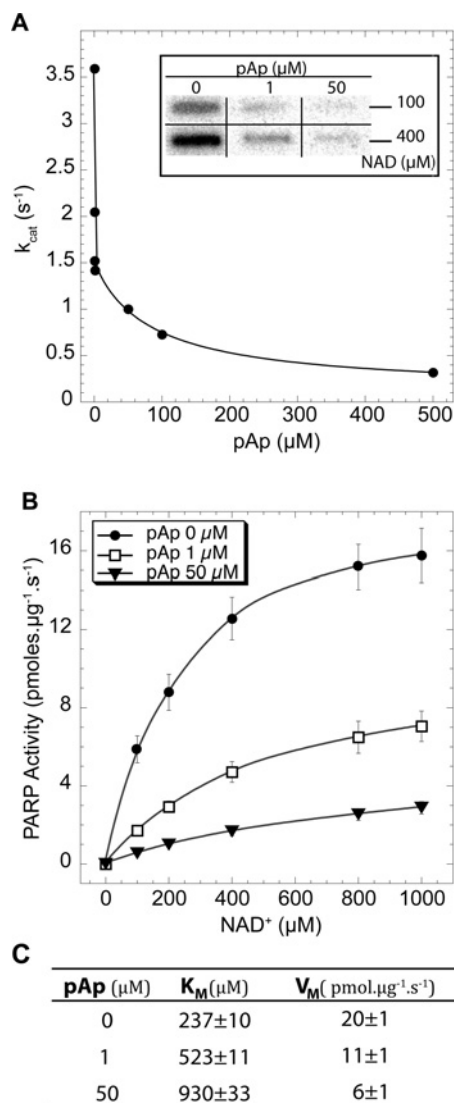 A
pAp (µM)
0 1 50
100
400
NAD (µM)
3.5
3
2.5
2
1.5
1
0.5
0
k_cat (s⁻¹)
0 100 200 300 400 500
pAp (µM)
B
pAp 0 µM
pAp 1 µM
pAp 50 µM
16
12
8
4
0
PARP Activity (pmoles.µg⁻¹.s⁻¹)
0 200 400 600 800 1000
NAD⁺ (µM)
C
pAp (µM) K_M(µM) V_M( pmol.µg⁻¹.s⁻¹)
0 237±10 20±1
1 523±11 11±1
50 930±33 6±1